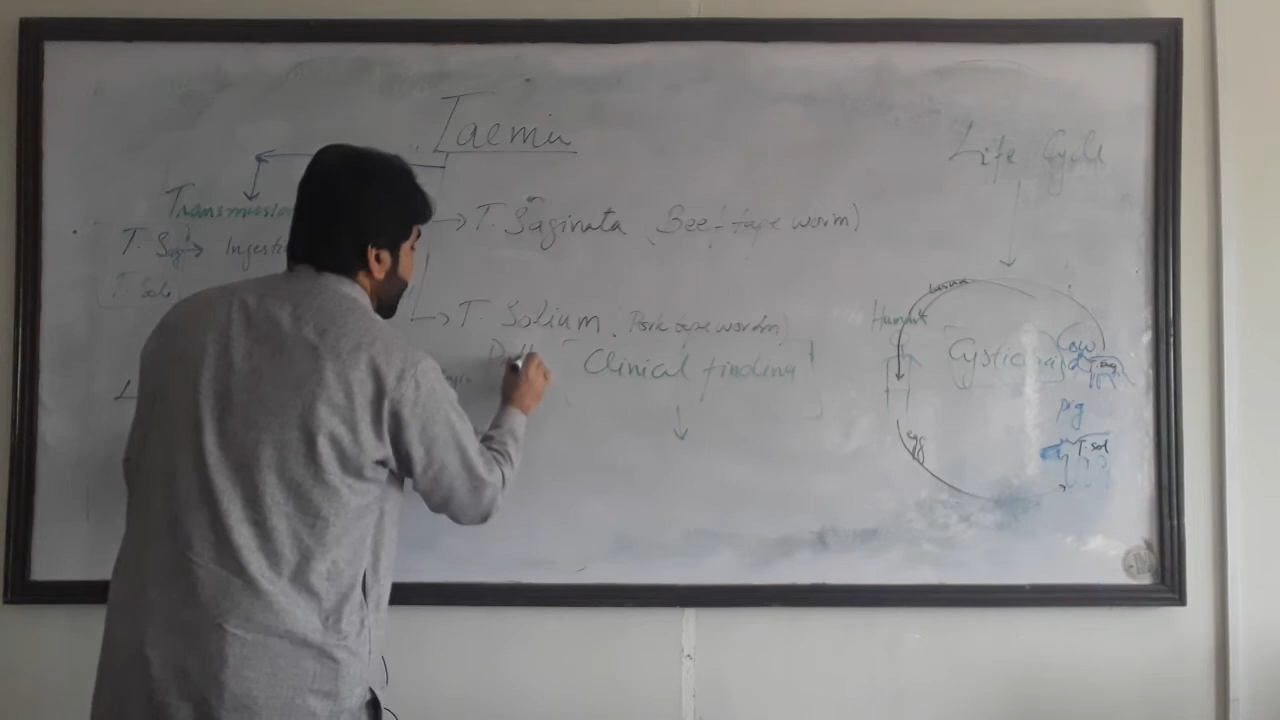 Taenia
Life Cycle
Transmission
T. Sag → Ingesti
T. Saginata (Beef tape worm)
T. Sol
T. Solium (Pork tape worm)
Clinical finding
larva
Human
Cow
Pig
T. Sol
egg